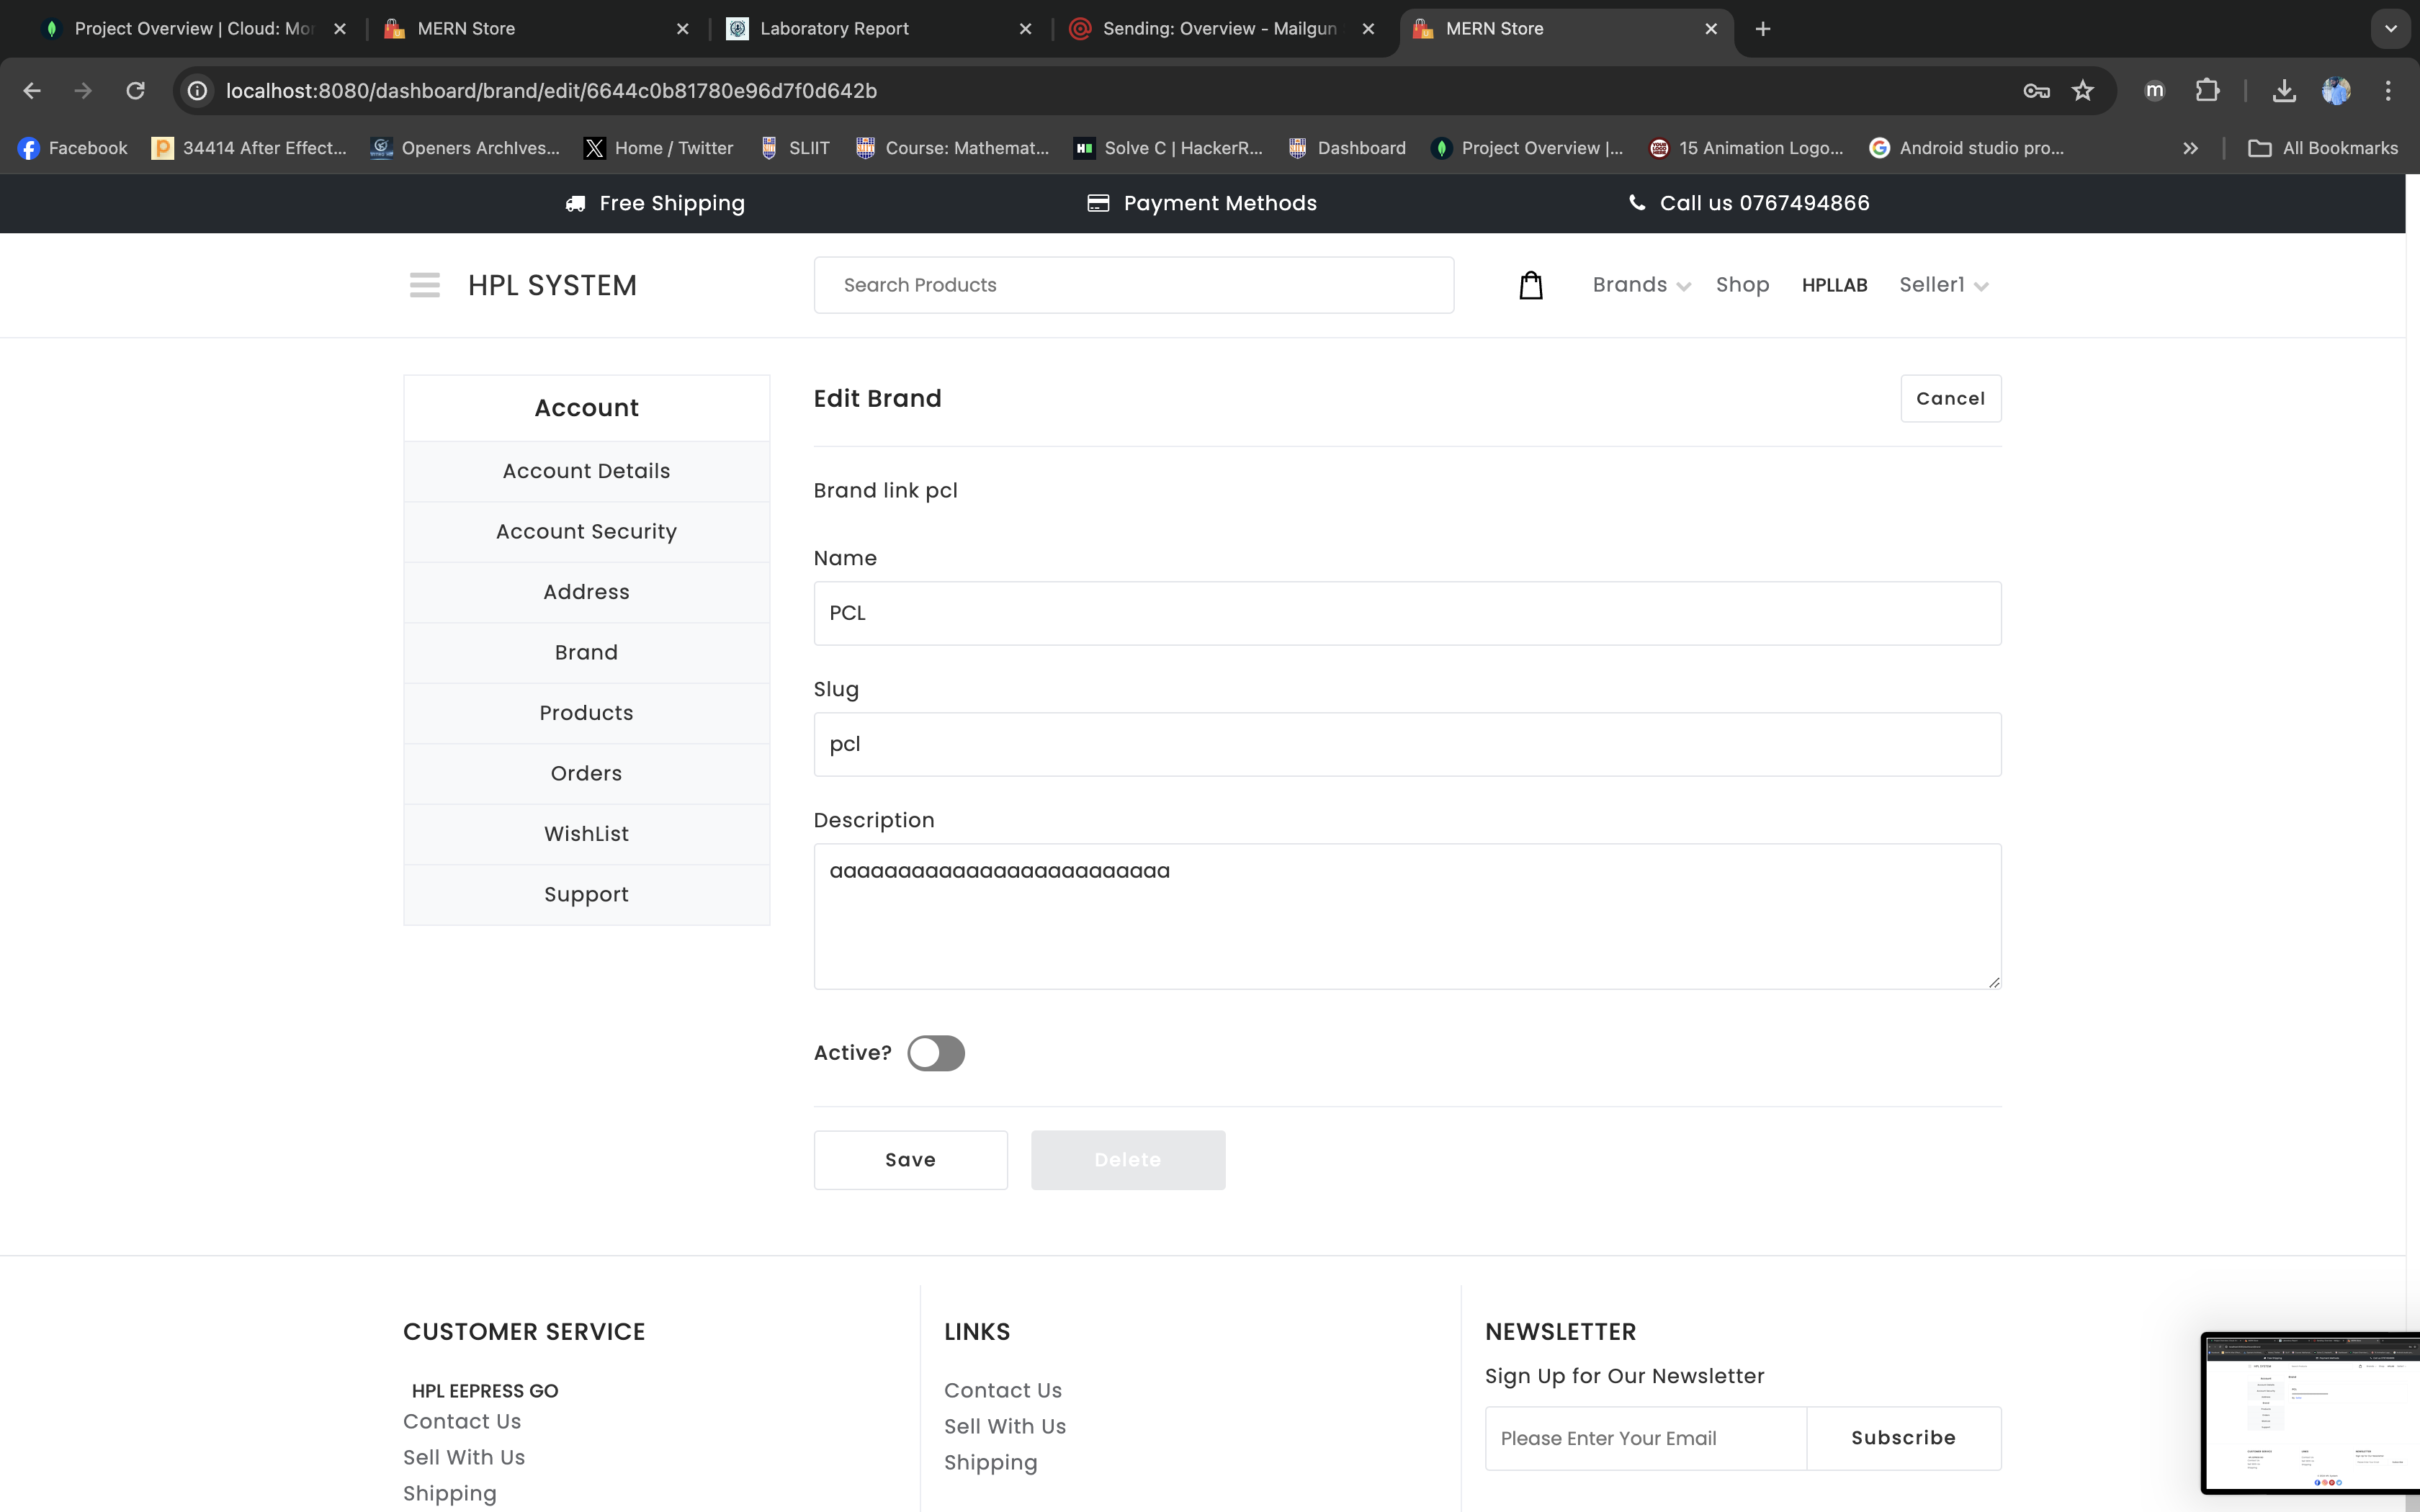 Project Overview | Cloud: Mor
MERN Store
Laboratory Report
Sending: Overview - Mailgun
MERN Store
localhost:8080/dashboard/brand/edit/6644c0b81780e96d7f0d642b
m
Facebook
34414 After Effect...
Openers ArchIves...
Home / Twitter
SLIIT
Course: Mathemat...
Solve C | HackerR...
Dashboard
Project Overview |...
15 Animation Logo...
Android studio pro...
All Bookmarks
Free Shipping
Payment Methods
Call us 0767494866
HPL SYSTEM
Search Products
Brands
Shop
HPLLAB
Seller1
Account
Account Details
Account Security
Address
Brand
Products
Orders
WishList
Support
Edit Brand
Cancel
Brand link pcl
Name
PCL
Slug
pcl
Description
aaaaaaaaaaaaaaaaaaaaaaaaa
Active?
Save
Delete
CUSTOMER SERVICE
HPL EEPRESS GO
Contact Us
Sell With Us
Shipping
LINKS
Contact Us
Sell With Us
Shipping
NEWSLETTER
Sign Up for Our Newsletter
Please Enter Your Email
Subscribe